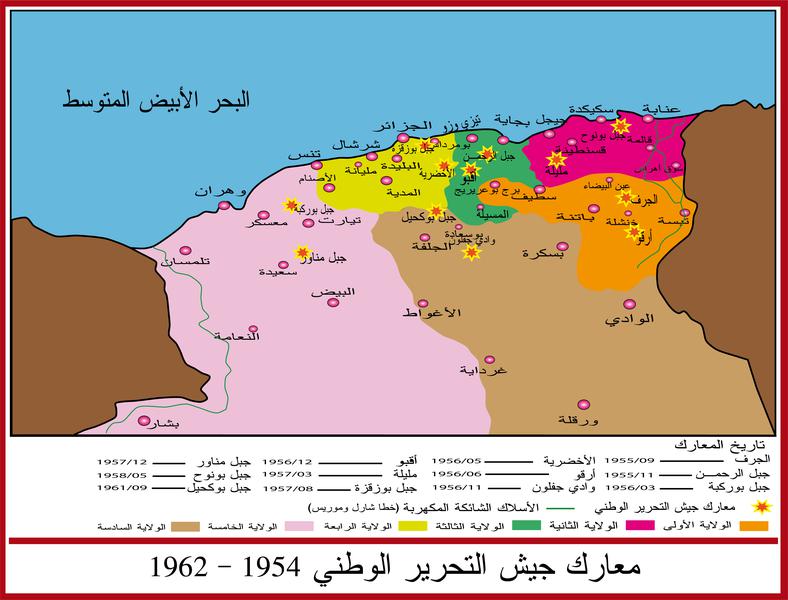 البحر الأبيض المتوسط
عنابة
سكيكدة
جبل بونوح
قالمة
جيجل
بجاية
تيزي وزو
الجزائر
بومرداس
جبل بوزقزة
شرشال
تنس
قسنطينة
مليلة
سوق أهراس
جبل الرحمن
أقبو
الأخضرية
البليدة
مليانة
الأصنام
المدية
برج بوعريريج
سطيف
عين البيضاء
الجرف
تبسة
خنشلة
باتنة
أرقو
المسيلة
جبل بوكحيل
بوسعادة
وادي جفلون
الجلفة
بسكرة
وهران
جبل بوركبة
معسكر
تيارت
تلمسان
جبل مناور
سعيدة
البيض
الأغواط
الوادي
النعامة
غرداية
ورقلة
بشار
تاريخ المعارك
الجرف 1955/09 الأخضرية 1956/05 أقبو 1956/12 جبل مناور 1957/12
جبل الرحمــن 1955/11 أرقو 1956/06 مليلة 1957/03 جبل بونوح 1958/05
جبل بوركبة 1956/03 وادي جفلون 1956/11 جبل بوزقزة 1957/08 جبل بوكحيل 1961/09
معارك جيش التحرير الوطني الأسلاك الشائكة المكهربة (خطا شارل وموريس)
الولاية الأولى الولاية الثانية الولاية الثالثة الولاية الرابعة الولاية الخامسة الولاية السادسة
معارك جيش التحرير الوطني 1954 - 1962